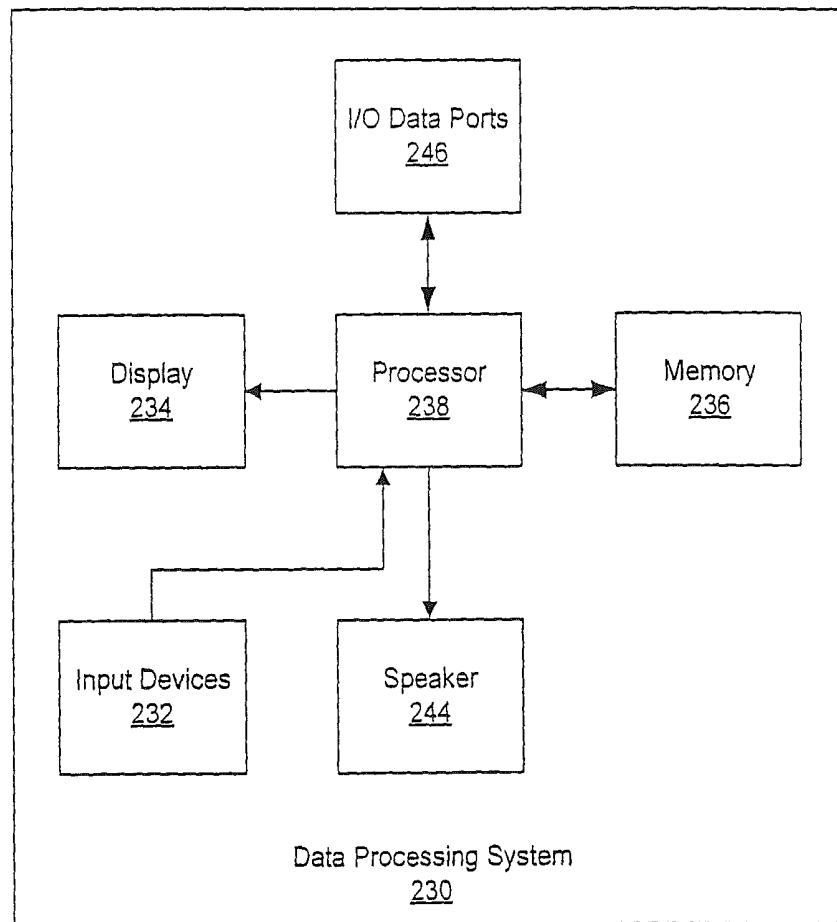 I/O Data Ports
246
Display
234
Processor
238
Memory
236
Input Devices
232
Speaker
244
Data Processing System
230